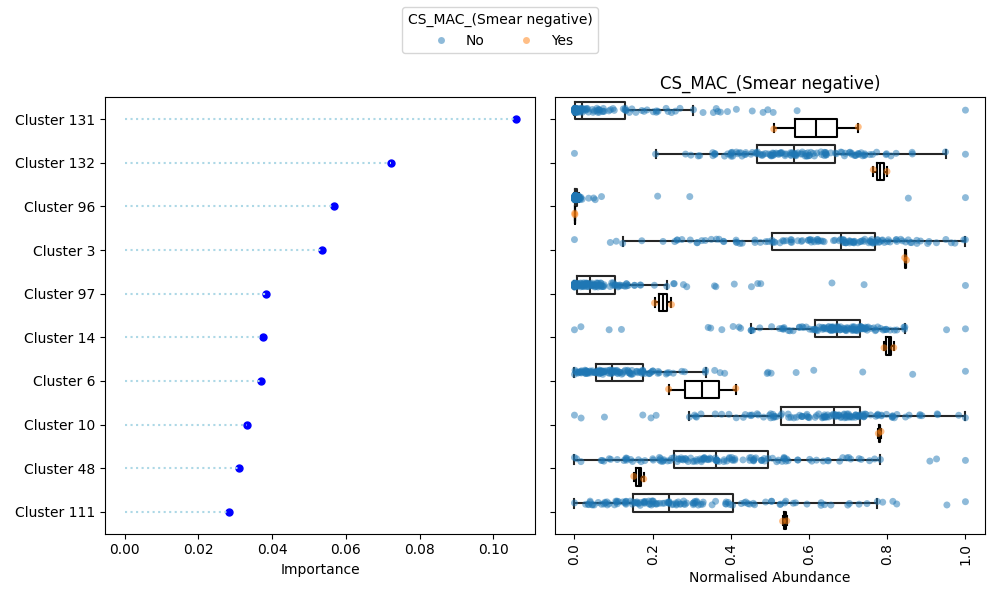 CS_MAC_(Smear negative)
No Yes
CS_MAC_(Smear negative)
Cluster 131
Cluster 132
Cluster 96
Cluster 3
Cluster 97
Cluster 14
Cluster 6
Cluster 10
Cluster 48
Cluster 111
0.00 0.02 0.04 0.06 0.08 0.10
Importance
0.0 0.2 0.4 0.6 0.8 1.0
Normalised Abundance